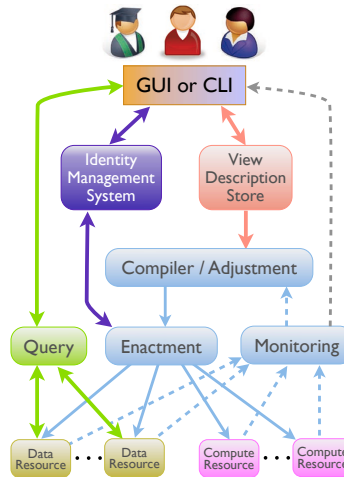 GUI or CLI
Identity
Management
System
View
Description
Store
Compiler / Adjustment
Query
Enactment
Monitoring
Data
Resource
Data
Resource
Compute
Resource
Compute
Resource